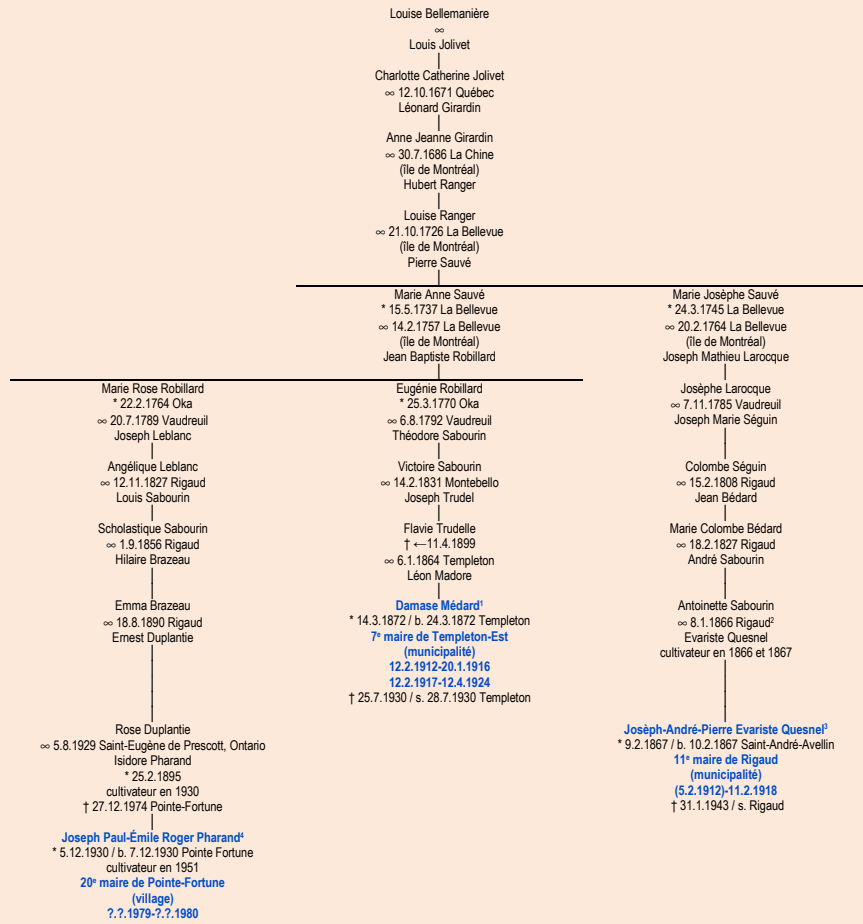 Louise Bellemanière
∞
Louis Jolivet
Charlotte Catherine Jolivet
∞ 12.10.1671 Québec
Léonard Girardin
Anne Jeanne Girardin
∞ 30.7.1686 La Chine
(île de Montréal)
Hubert Ranger
Louise Ranger
∞ 21.10.1726 La Bellevue
(île de Montréal)
Pierre Sauvé
Marie Anne Sauvé
* 15.5.1737 La Bellevue
∞ 14.2.1757 La Bellevue
(île de Montréal)
Jean Baptiste Robillard
Marie Josèphe Sauvé
* 24.3.1745 La Bellevue
∞ 20.2.1764 La Bellevue
(île de Montréal)
Joseph Mathieu Larocque
Marie Rose Robillard
* 22.2.1764 Oka
∞ 20.7.1789 Vaudreuil
Joseph Leblanc
Angélique Leblanc
∞ 12.11.1827 Rigaud
Louis Sabourin
Scholastique Sabourin
∞ 1.9.1856 Rigaud
Hilaire Brazeau
Emma Brazeau
∞ 18.8.1890 Rigaud
Ernest Duplantie
Rose Duplantie
∞ 5.8.1929 Saint-Eugène de Prescott, Ontario
Isidore Pharand
* 25.2.1895
cultivateur en 1930
† 27.12.1974 Pointe-Fortune
Joseph Paul-Émile Roger Pharand⁴
* 5.12.1930 / b. 7.12.1930 Pointe Fortune
cultivateur en 1951
20ᵉ maire de Pointe-Fortune
(village)
?.?.1979-?.?.1980
Eugénie Robillard
* 25.3.1770 Oka
∞ 6.8.1792 Vaudreuil
Théodore Sabourin
Victoire Sabourin
∞ 14.2.1831 Montebello
Joseph Trudel
Flavie Trudelle
† ←11.4.1899
∞ 6.1.1864 Templeton
Léon Madore
Damase Médard¹
* 14.3.1872 / b. 24.3.1872 Templeton
7ᵉ maire de Templeton-Est
(municipalité)
12.2.1912-20.1.1916
12.2.1917-12.4.1924
† 25.7.1930 / s. 28.7.1930 Templeton
Josèphe Larocque
∞ 7.11.1785 Vaudreuil
Joseph Marie Séguin
Colombe Séguin
∞ 15.2.1808 Rigaud
Jean Bédard
Marie Colombe Bédard
∞ 18.2.1827 Rigaud
André Sabourin
Antoinette Sabourin
∞ 8.1.1866 Rigaud²
Evariste Quesnel
cultivateur en 1866 et 1867
Josèph-André-Pierre Evariste Quesnel³
* 9.2.1867 / b. 10.2.1867 Saint-André-Avellin
11ᵉ maire de Rigaud
(municipalité)
(5.2.1912)-11.2.1918
† 31.1.1943 / s. Rigaud